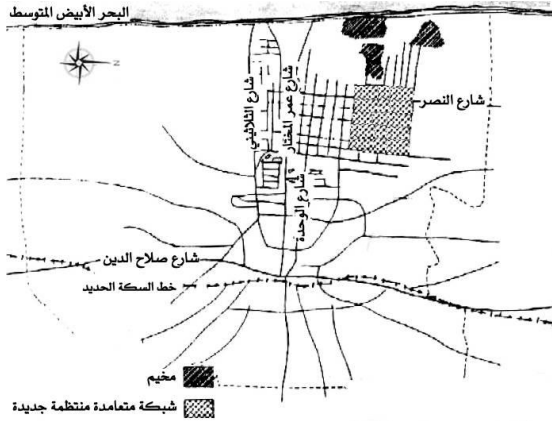 البحر الأبيض المتوسط
N
شارع الثلاثيني
شارع عمر المختار
شارع النصر
شارع الوحدة
شارع صلاح الدين
خط السكة الحديد
مخيم
شبكة متعامدة منتظمة جديدة